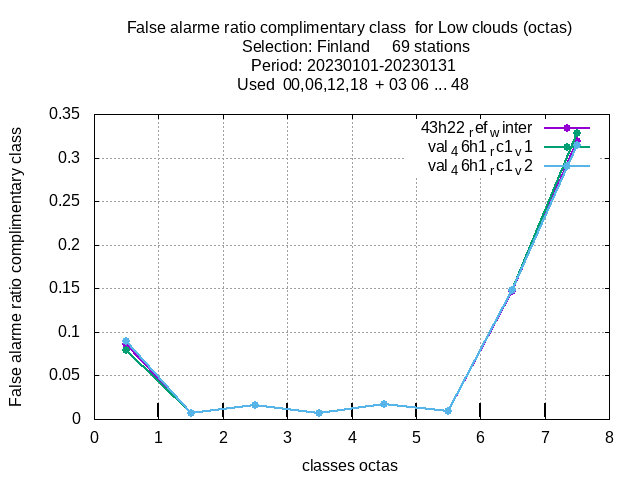 False alarme ratio complimentary class  for Low clouds (octas)
Selection: Finland     69 stations
Period: 20230101-20230131
Used  00,06,12,18  + 03 06 ... 48
False alarme ratio complimentary class
0.35
0.3
0.25
0.2
0.15
0.1
0.05
0
43h22_ref_winter
val_46h1_rc1_v1
val_46h1_rc1_v2
0 1 2 3 4 5 6 7 8
classes octas